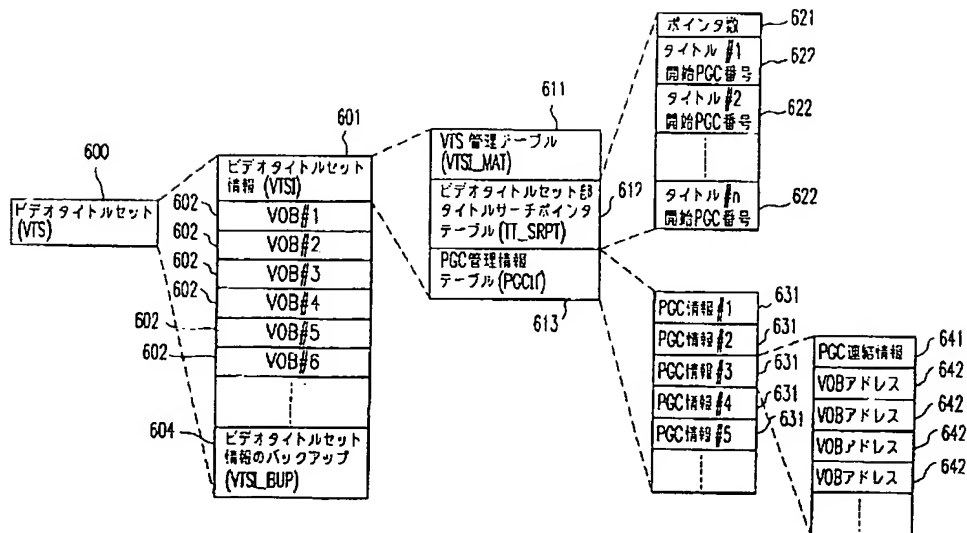 600
ビデオタイトルセット
(VTS)
601
ビデオタイトルセット
情報 (VTSI)
602
VOB#1
602
VOB#2
602
VOB#3
602
VOB#4
602
VOB#5
602
VOB#6
604
ビデオタイトルセット
情報のバックアップ
(VTSI_BUP)
611
VTS 管理テーブル
(VTSI_MAT)
ビデオタイトルセット部
タイトルサーチポインタ
テーブル(TT_SRPT)
612
PGC管理情報
テーブル(PGCIT)
613
ポインタ数
621
タイトル #1
開始PGC番号
622
タイトル #2
開始PGC番号
622
タイトル #n
開始PGC番号
622
PGC情報 #1
631
PGC情報 #2
631
PGC情報 #3
631
PGC情報 #4
631
PGC情報 #5
631
PGC連結情報
641
VOBアドレス
642
VOBアドレス
642
VOBアドレス
642
VOBアドレス
642